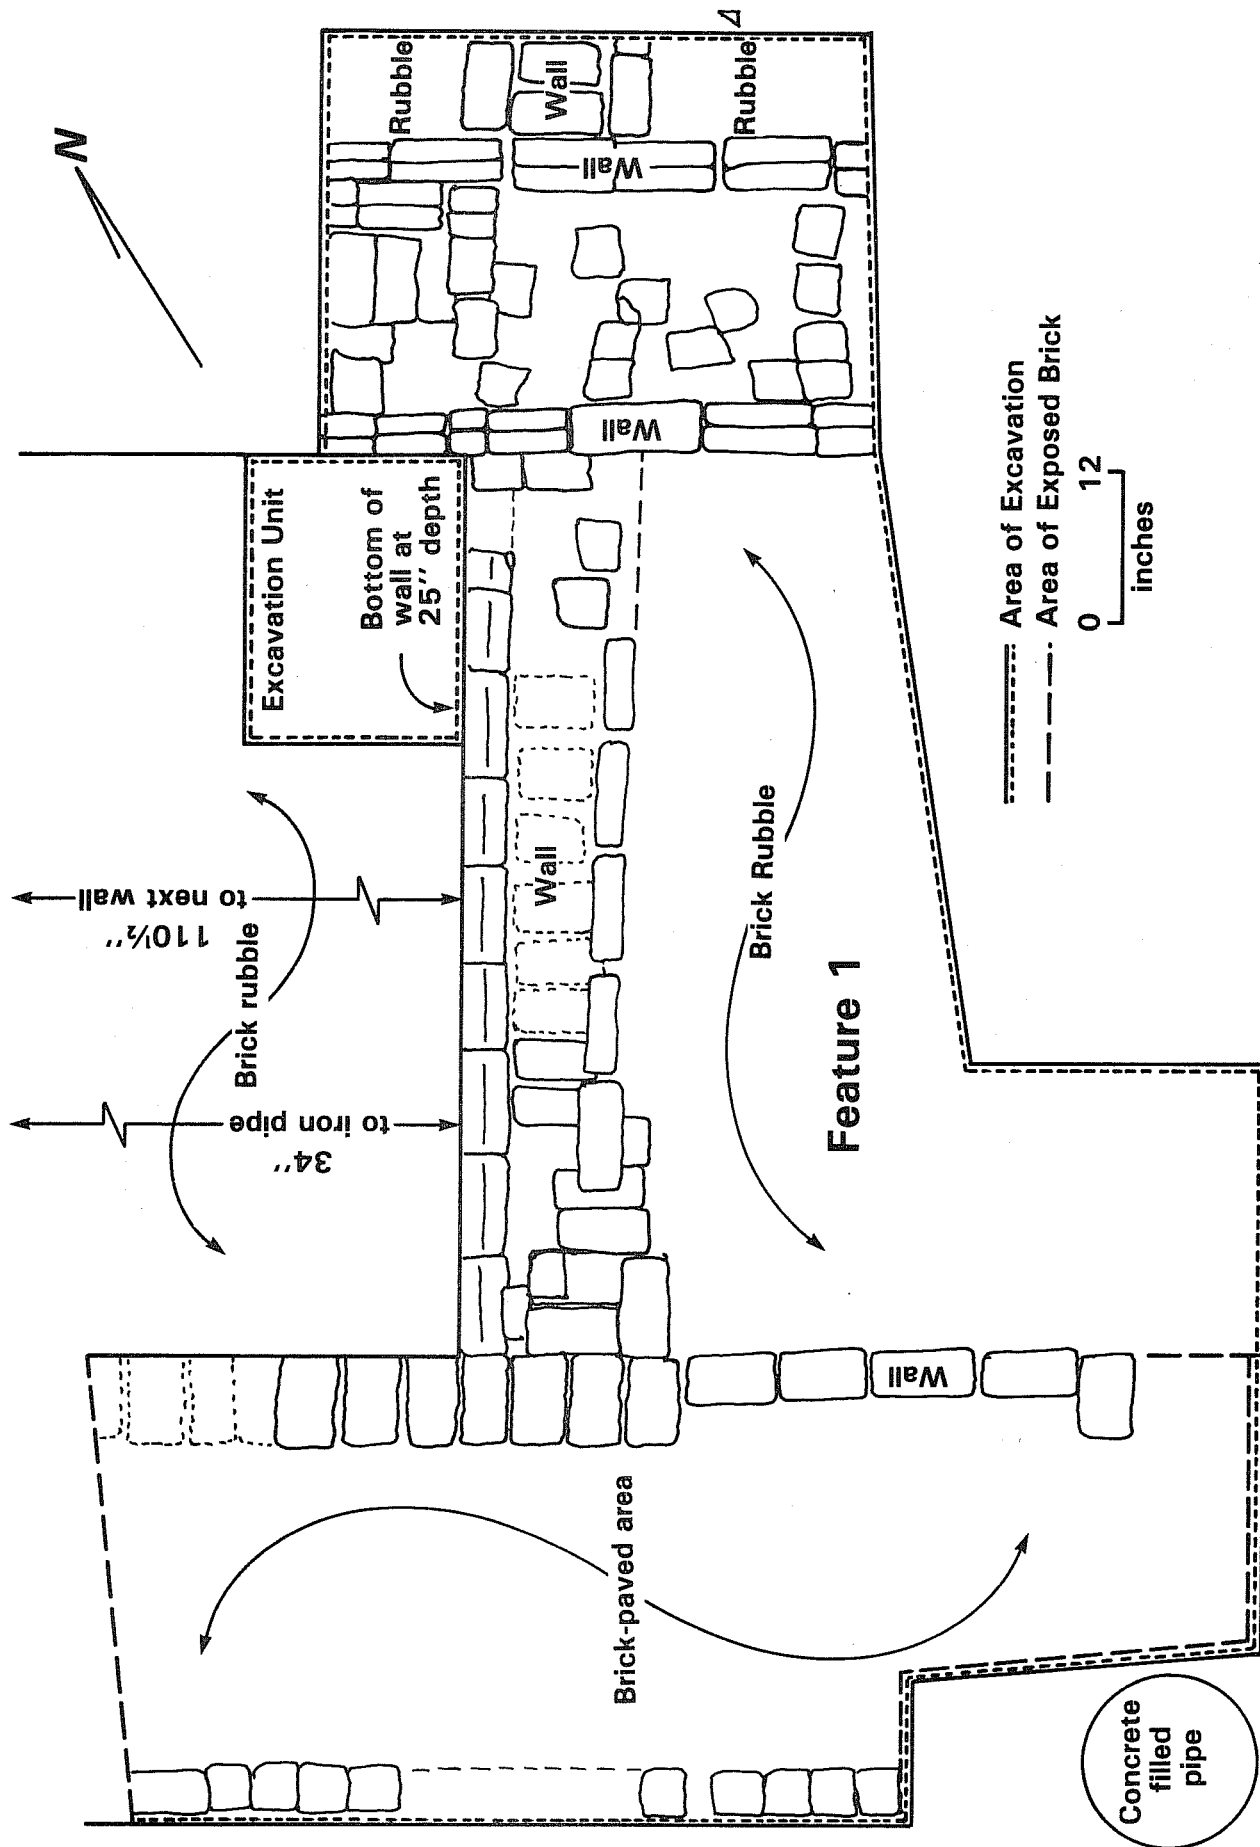 N
Rubble
Wall
Rubble
Wall
Wall
Excavation Unit
Bottom of
wall at
25" depth
110½"
to next wall
Brick rubble
34"
to iron pipe
Wall
Brick Rubble
Feature 1
Wall
Brick-paved area
Concrete
filled
pipe
Area of Excavation
Area of Exposed Brick
0 12
inches